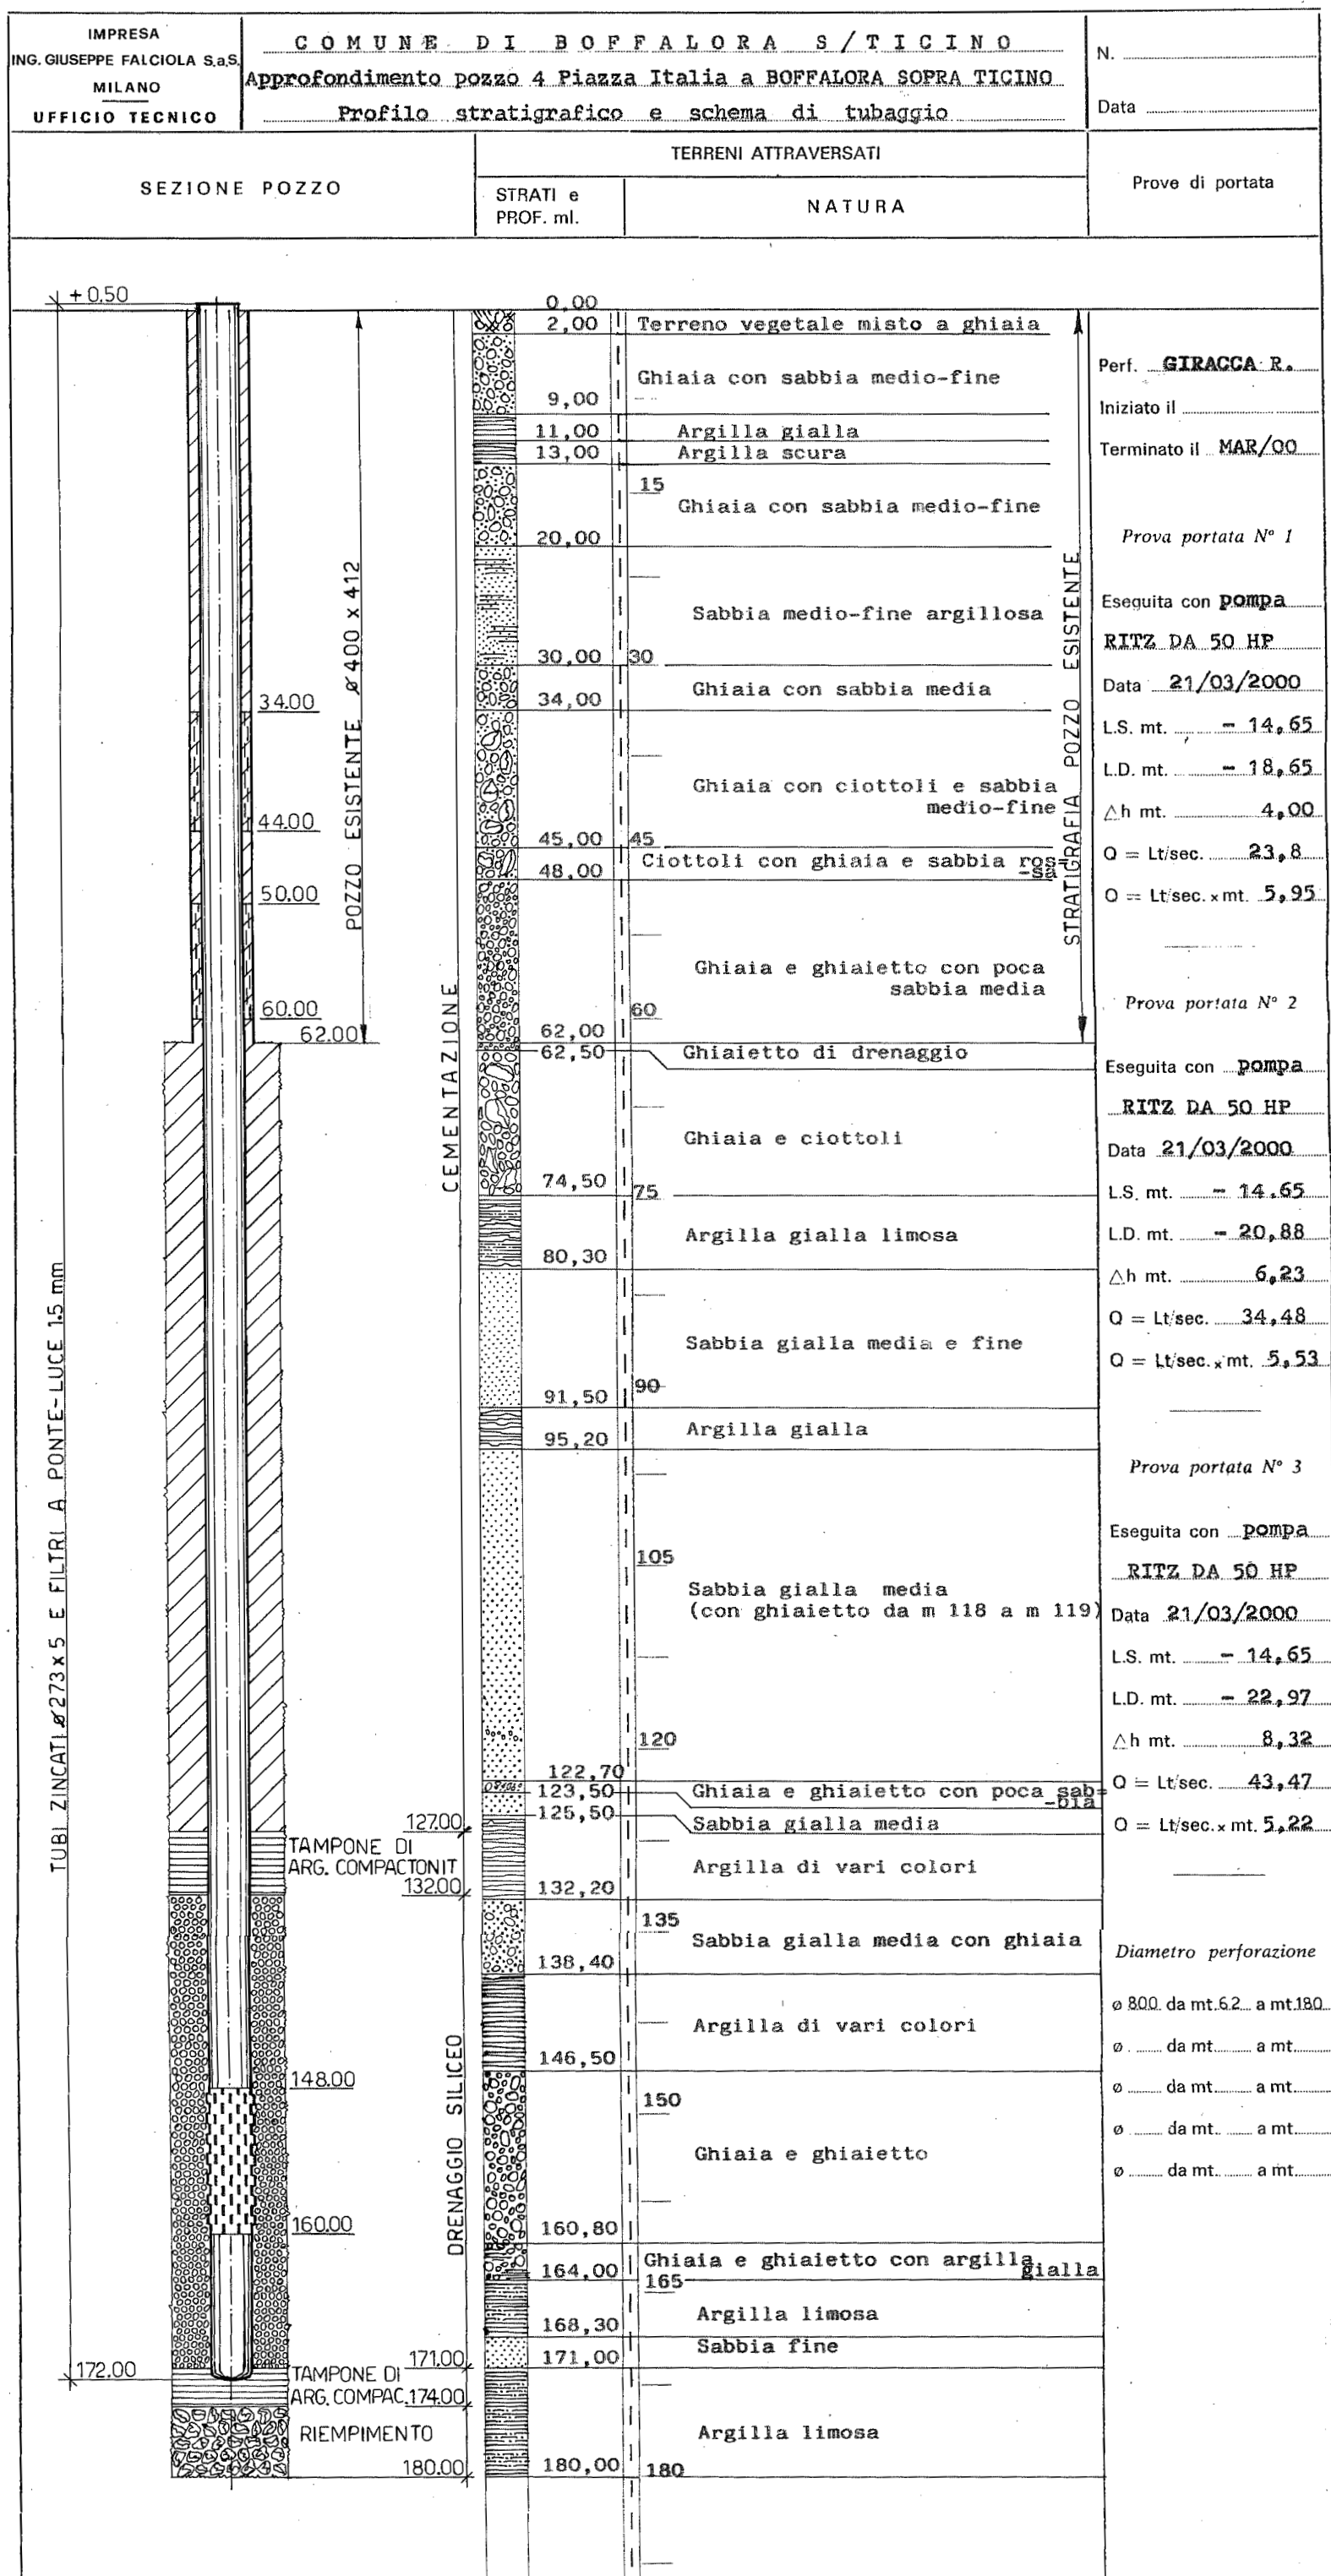 IMPRESA
ING. GIUSEPPE FALCIOLA S.a.S.
MILANO
UFFICIO TECNICO
COMUNE DI BOFFALORA S/TICINO
Approfondimento pozzo 4 Piazza Italia a BOFFALORA SOPRA TICINO
Profilo stratigrafico e schema di tubaggio
N.
Data
SEZIONE POZZO
TERRENI ATTRAVERSATI
STRATI e
PROF. ml.
NATURA
Prove di portata
+0.50
TUBI ZINCATI ø 273 x 5 E FILTRI A PONTE-LUCE 1.5 mm
172.00
34.00
44.00
50.00
60.00
62.00
POZZO ESISTENTE ø 400 x 412
CEMENTAZIONE
127.00
TAMPONE DI
ARG. COMPACTONIT
132.00
148.00
160.00
DRENAGGIO SILICEO
171.00
TAMPONE DI
ARG. COMPAC. 174.00
RIEMPIMENTO
180.00
0,00
2,00 Terreno vegetale misto a ghiaia
Ghiaia con sabbia medio-fine
9,00
11,00 Argilla gialla
13,00 Argilla scura
15
Ghiaia con sabbia medio-fine
20,00
Sabbia medio-fine argillosa
30,00 30
Ghiaia con sabbia media
34,00
Ghiaia con ciottoli e sabbia
medio-fine
45,00 45
Ciottoli con ghiaia e sabbia ros=
-sa
48,00
Ghiaia e ghiaietto con poca
sabbia media
60
62,00
62,50 Ghiaietto di drenaggio
STRATIGRAFIA POZZO ESISTENTE
Ghiaia e ciottoli
74,50 75
Argilla gialla limosa
80,30
Sabbia gialla media e fine
90
91,50
Argilla gialla
95,20
105
Sabbia gialla media
(con ghiaietto da m 118 a m 119)
120
122,70
123,50 Ghiaia e ghiaietto con poca sab=
-bia
125,50 Sabbia gialla media
Argilla di vari colori
132,20
135
Sabbia gialla media con ghiaia
138,40
Argilla di vari colori
146,50
150
Ghiaia e ghiaietto
160,80
Ghiaia e ghiaietto con argilla
gialla
164,00
165
Argilla limosa
168,30
Sabbia fine
171,00
Argilla limosa
180,00 180
Perf. GIRACCA R.
Iniziato il
Terminato il MAR/00
Prova portata N° 1
Eseguita con pompa
RITZ DA 50 HP
Data 21/03/2000
L.S. mt. - 14,65
L.D. mt. - 18,65
△h mt. 4,00
Q = Lt/sec. 23,8
Q = Lt/sec. x mt. 5,95
Prova portata N° 2
Eseguita con pompa
RITZ DA 50 HP
Data 21/03/2000
L.S. mt. - 14.65
L.D. mt. - 20,88
△h mt. 6,23
Q = Lt/sec. 34,48
Q = Lt/sec. x mt. 5,53
Prova portata N° 3
Eseguita con pompa
RITZ DA 50 HP
Data 21/03/2000
L.S. mt. - 14,65
L.D. mt. - 22,97
△h mt. 8,32
Q = Lt/sec. 43,47
Q = Lt/sec. x mt. 5,22
Diametro perforazione
ø 800 da mt. 62 a mt. 180
ø da mt. a mt.
ø da mt. a mt.
ø da mt. a mt.
ø da mt. a mt.